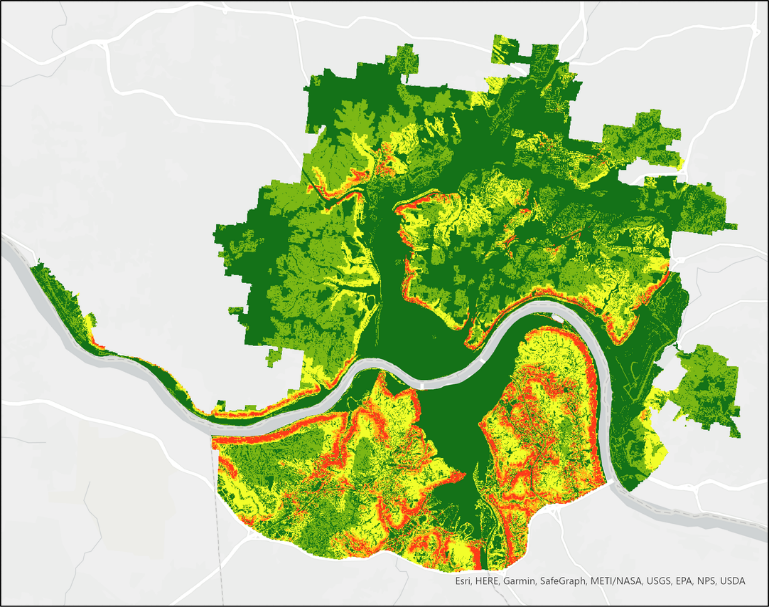 Esri, HERE, Garmin, SafeGraph, METI/NASA, USGS, EPA, NPS, USDA